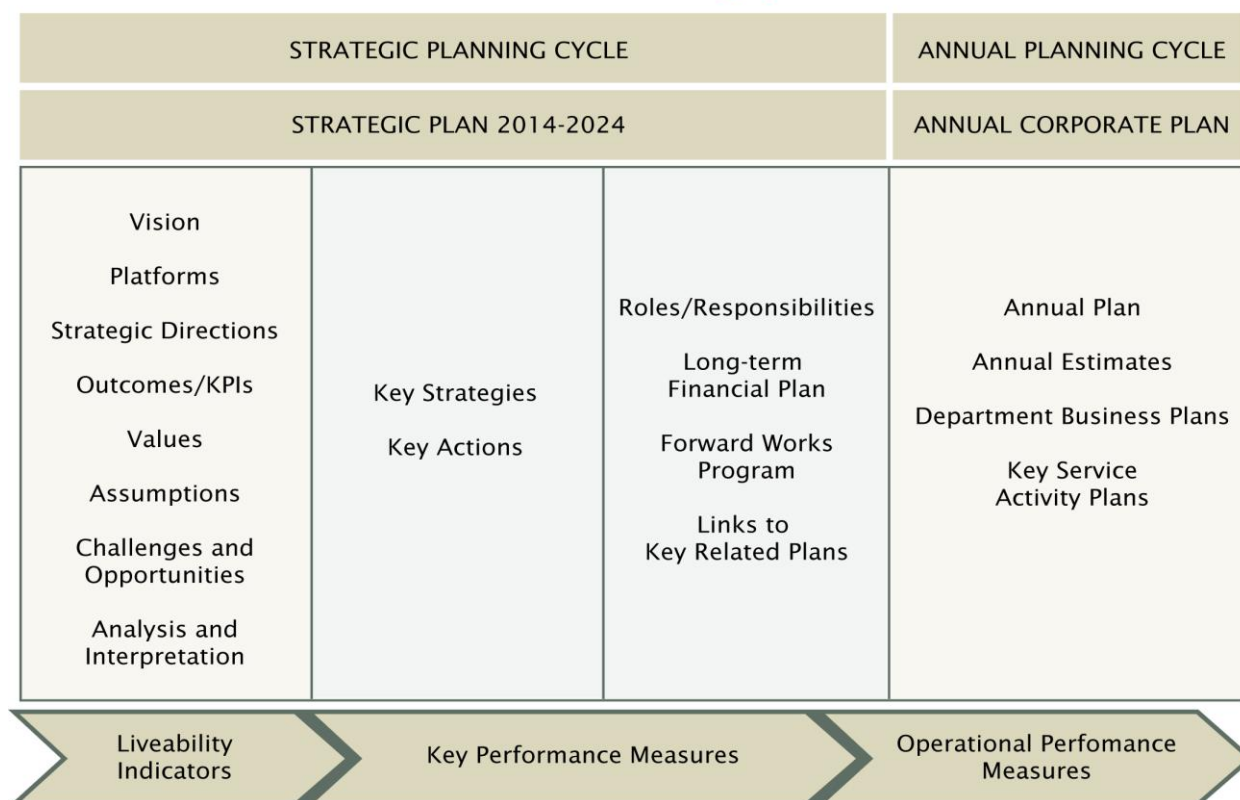 STRATEGIC PLANNING CYCLE
ANNUAL PLANNING CYCLE
STRATEGIC PLAN 2014-2024
ANNUAL CORPORATE PLAN
Vision
Platforms
Strategic Directions
Outcomes/KPIs
Values
Assumptions
Challenges and
Opportunities
Analysis and
Interpretation
Key Strategies
Key Actions
Roles/Responsibilities
Long-term
Financial Plan
Forward Works
Program
Links to
Key Related Plans
Annual Plan
Annual Estimates
Department Business Plans
Key Service
Activity Plans
Liveability
Indicators
Key Performance Measures
Operational Perfomance
Measures